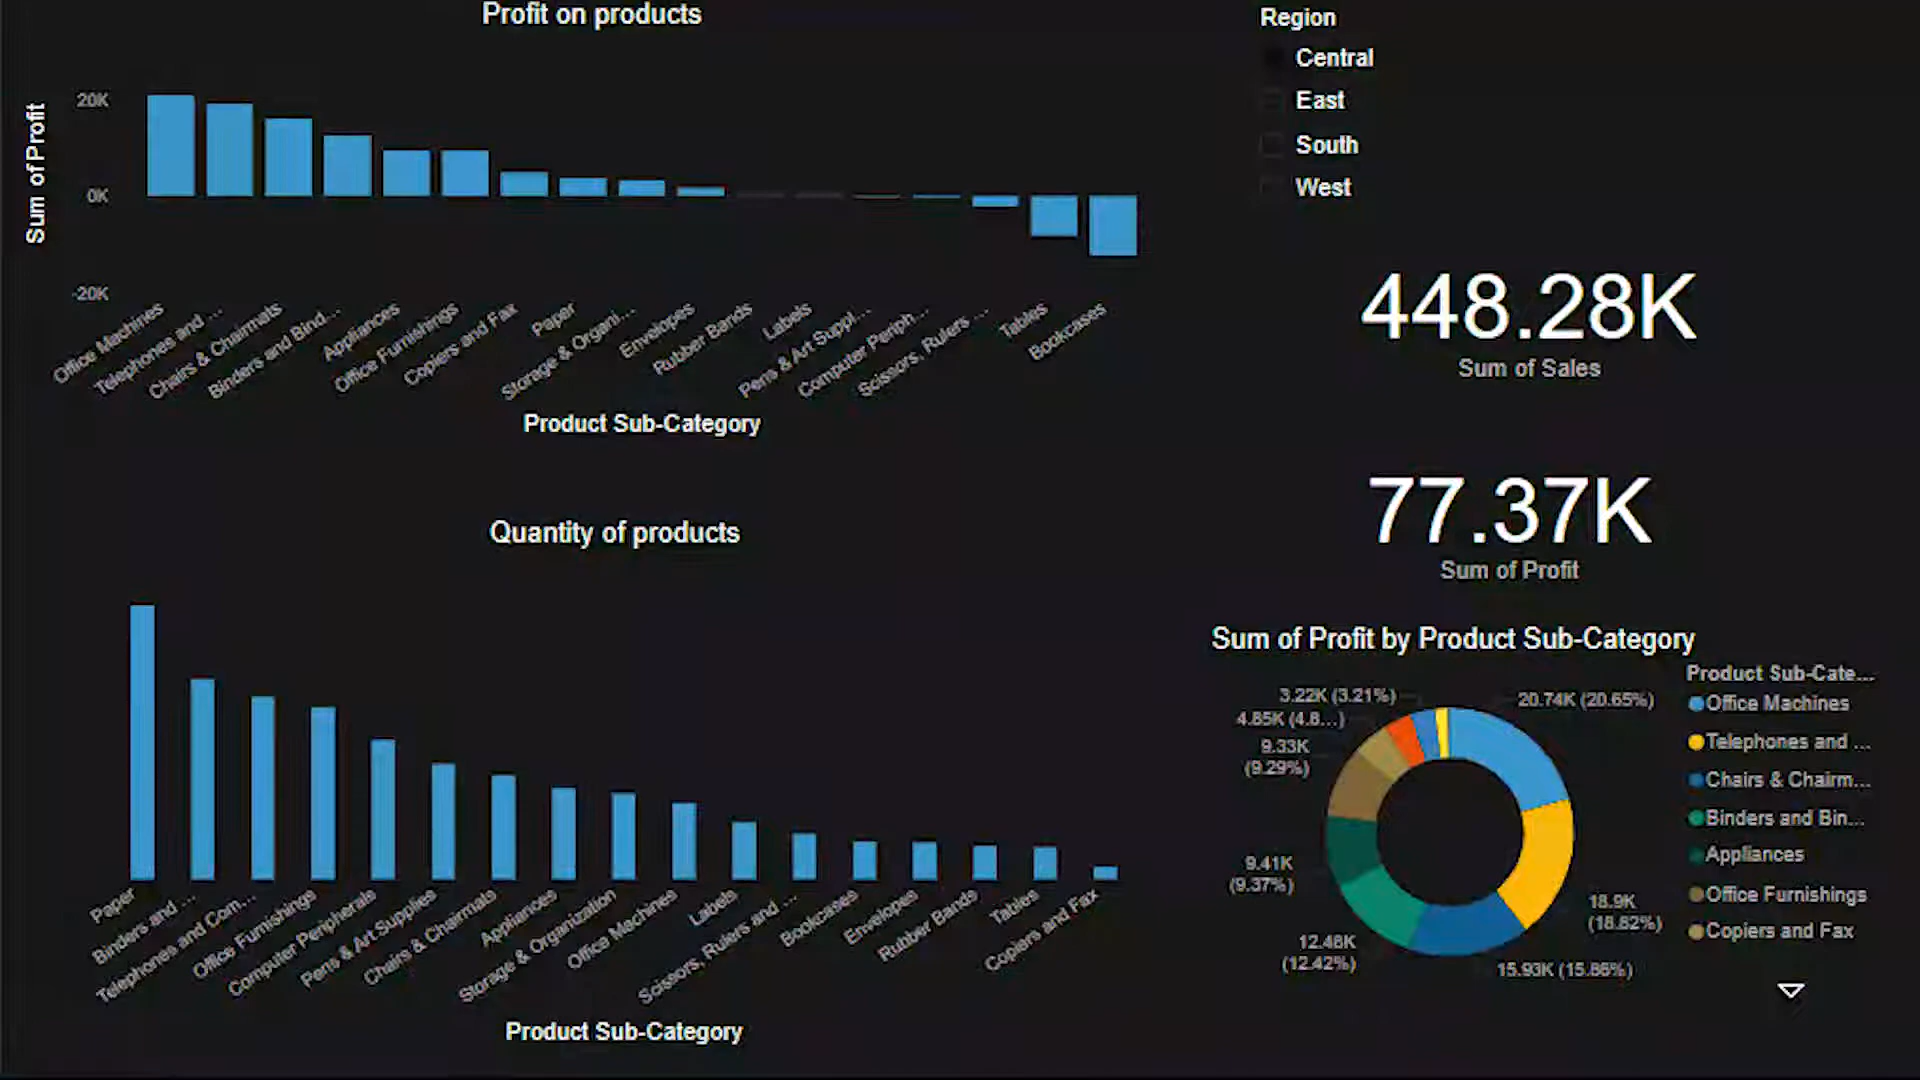 Profit on products
Sum of Profit
20K
0K
-20K
Office Machines
Telephones and ...
Chairs & Chairmats
Binders and Bind...
Appliances
Office Furnishings
Copiers and Fax
Paper
Storage & Organi...
Envelopes
Rubber Bands
Labels
Pens & Art Suppl...
Computer Periph...
Scissors, Rulers ...
Tables
Bookcases
Product Sub-Category
Region
Central
East
South
West
448.28K
Sum of Sales
77.37K
Sum of Profit
Quantity of products
Paper
Binders and ...
Telephones and Com...
Office Furnishings
Computer Peripherals
Pens & Art Supplies
Chairs & Chairmats
Appliances
Storage & Organization
Office Machines
Labels
Scissors, Rulers and ...
Bookcases
Envelopes
Rubber Bands
Tables
Copiers and Fax
Product Sub-Category
Sum of Profit by Product Sub-Category
3.22K (3.21%)
4.85K (4.8...)
9.33K
(9.29%)
9.41K
(9.37%)
12.48K
(12.42%)
15.93K (15.86%)
18.9K
(18.82%)
20.74K (20.65%)
Product Sub-Cate...
Office Machines
Telephones and ...
Chairs & Chairm...
Binders and Bin...
Appliances
Office Furnishings
Copiers and Fax